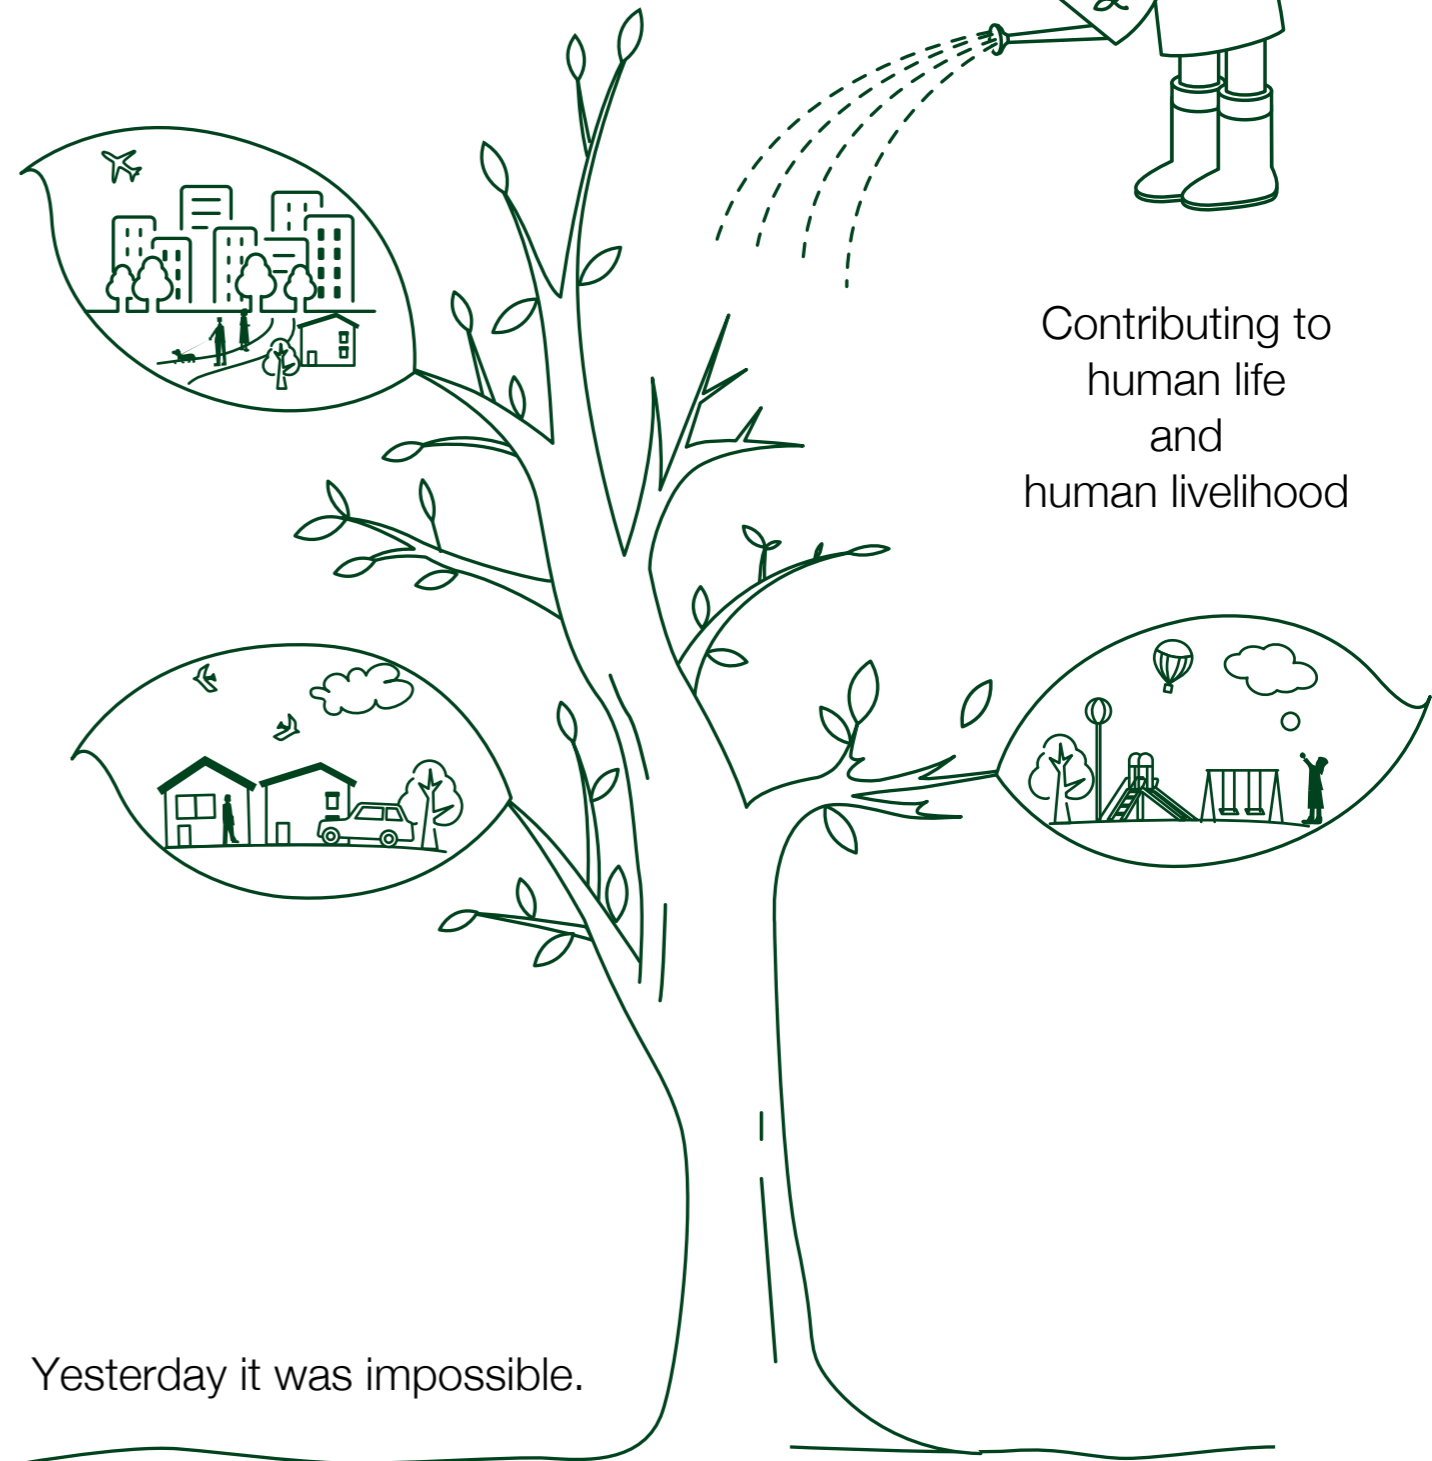 Contributing to
human life
and
human livelihood
Yesterday it was impossible.